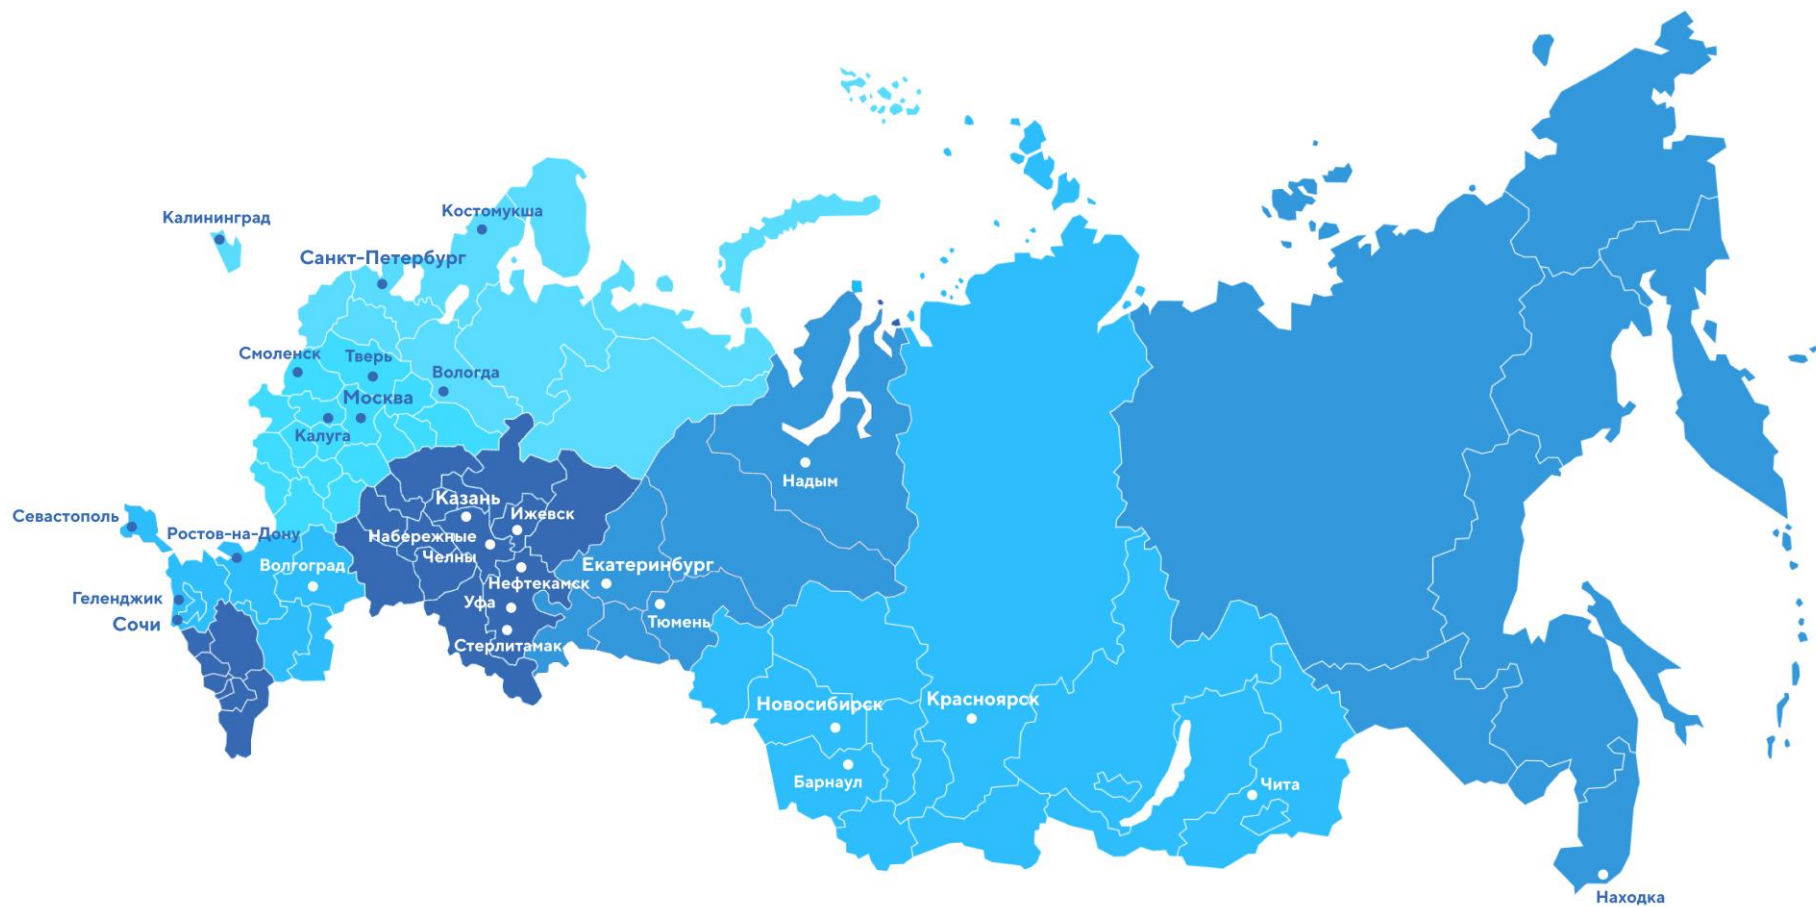 Калининград
Костомукша
Санкт-Петербург
Смоленск
Тверь
Вологда
Москва
Калуга
Надым
Казань
Ижевск
Севастополь
Ростов-на-Дону
Набережные
Челны
Волгоград
Екатеринбург
Нефтекамск
Геленджик
Уфа
Сочи
Тюмень
Стерлитамак
Новосибирск
Красноярск
Барнаул
Чита
Находка